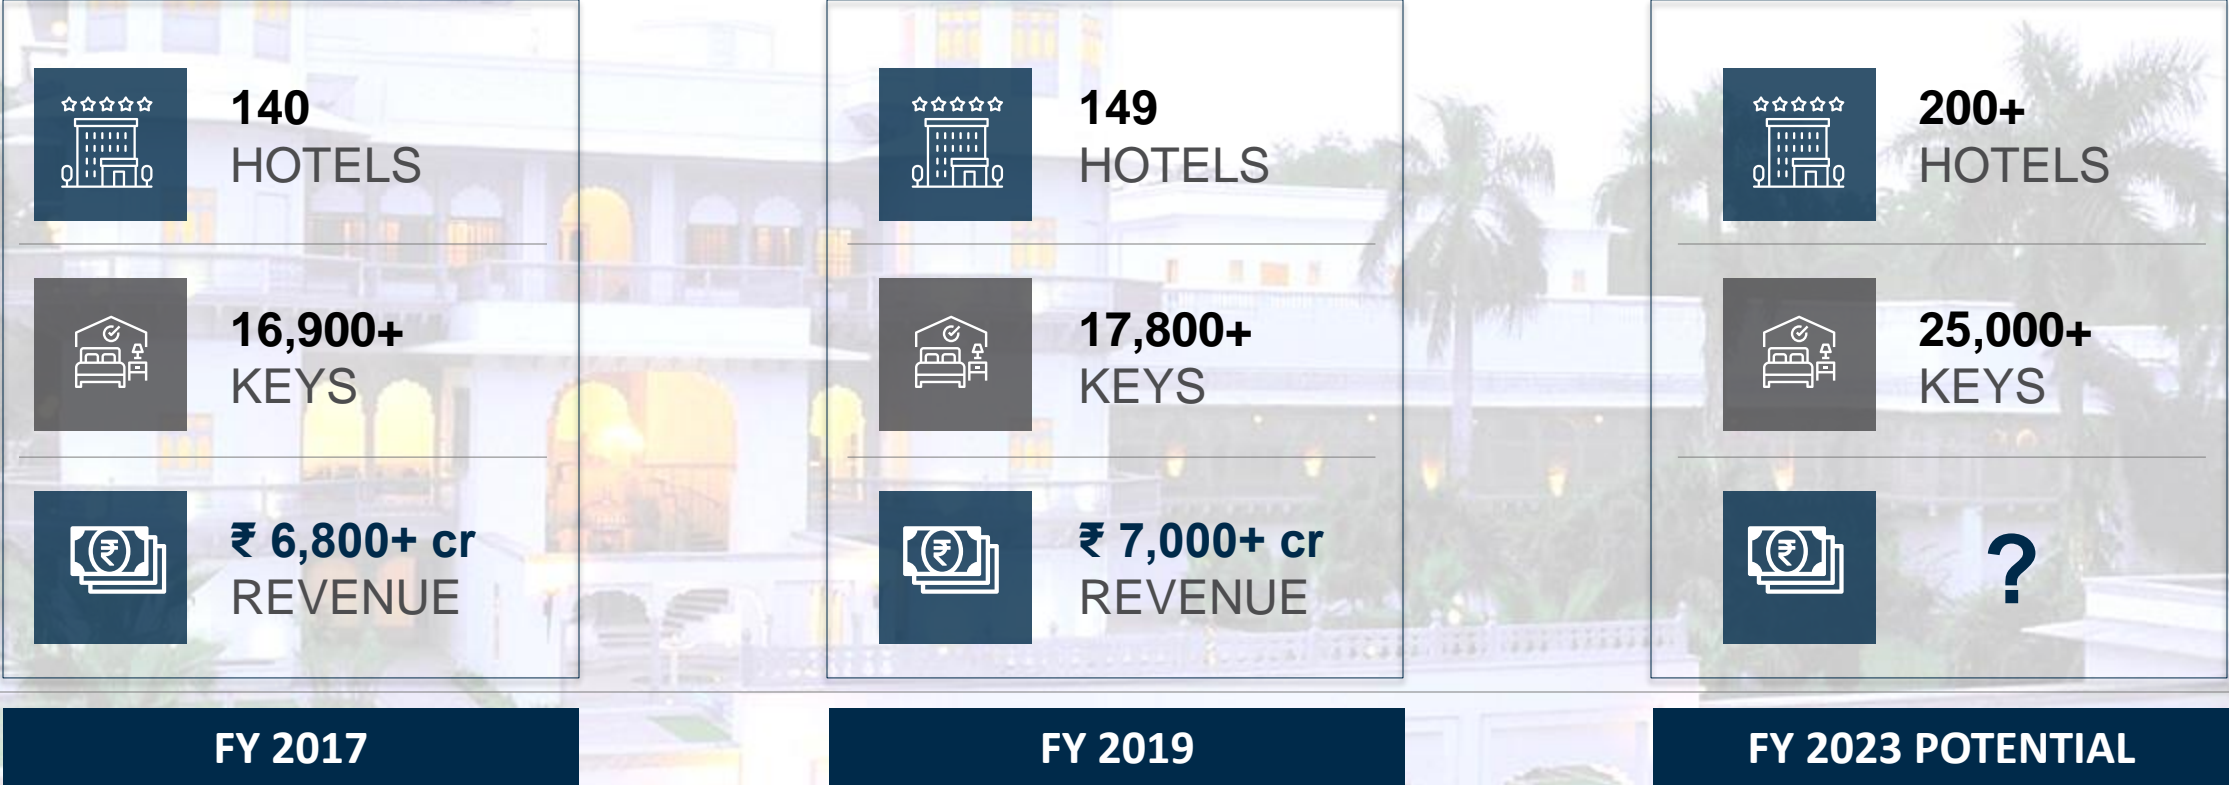 140
HOTELS
16,900+
KEYS
₹ 6,800+ cr
REVENUE
FY 2017
149
HOTELS
17,800+
KEYS
₹ 7,000+ cr
REVENUE
FY 2019
200+
HOTELS
25,000+
KEYS
?
FY 2023 POTENTIAL